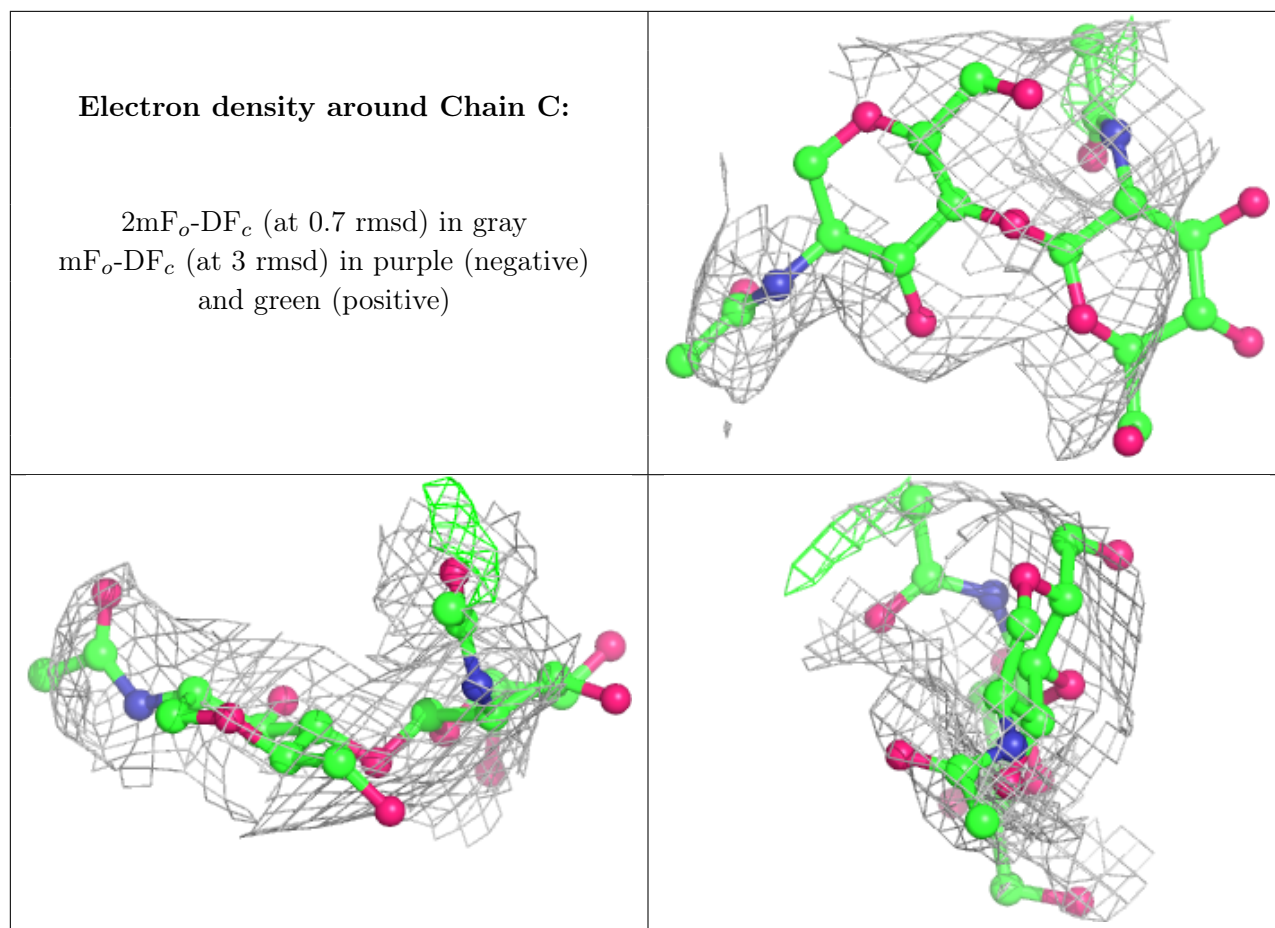 Electron density around Chain C:
2mFₒ-DF𝒸 (at 0.7 rmsd) in gray
mFₒ-DF𝒸 (at 3 rmsd) in purple (negative)
and green (positive)